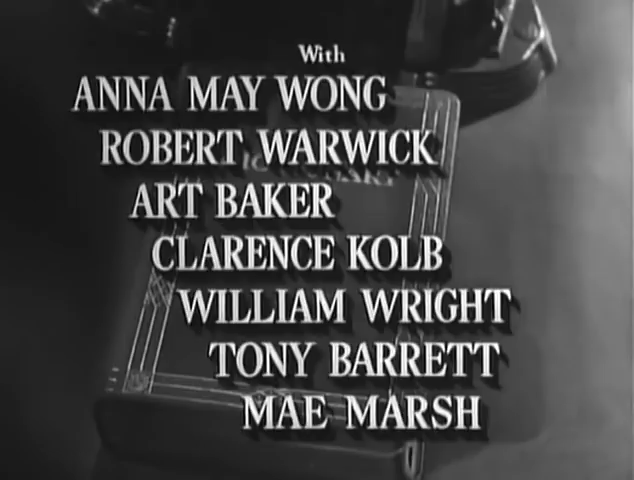 With
ANNA MAY WONG
ROBERT WARWICK
ART BAKER
CLARENCE KOLB
WILLIAM WRIGHT
TONY BARRETT
MAE MARSH